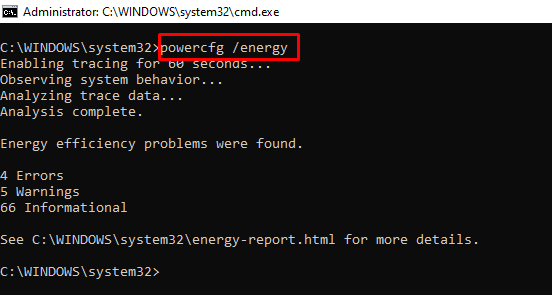 Administrator: C:\WINDOWS\system32\cmd.exe
C:\WINDOWS\system32>powercfg /energy
Enabling tracing for 60 seconds...
Observing system behavior...
Analyzing trace data...
Analysis complete.
Energy efficiency problems were found.
4 Errors
5 Warnings
66 Informational
See C:\WINDOWS\system32\energy-report.html for more details.
C:\WINDOWS\system32>